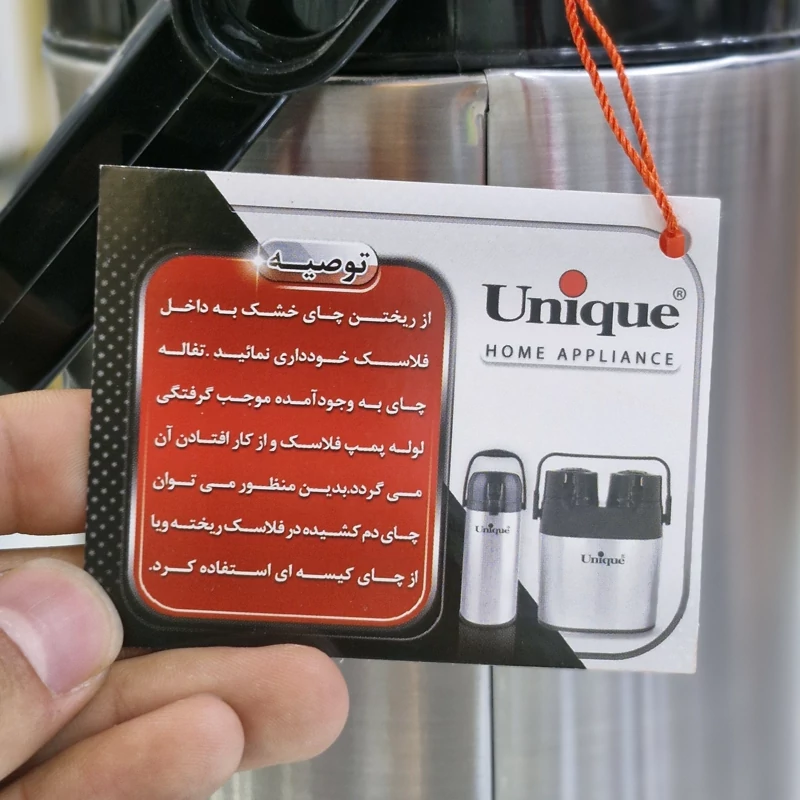 توصیه
از ریختن چای خشک به داخل
فلاسک خودداری نمائید .تفاله
چای به وجودآمده موجب گرفتگی
لوله پمپ فلاسک و از کار افتادن آن
می گردد.بدین منظور می توان
چای دم کشیده در فلاسک ریخته ویا
از چای کیسه ای استفاده کرد.
Unique®
HOME APPLIANCE
Unique
Unique